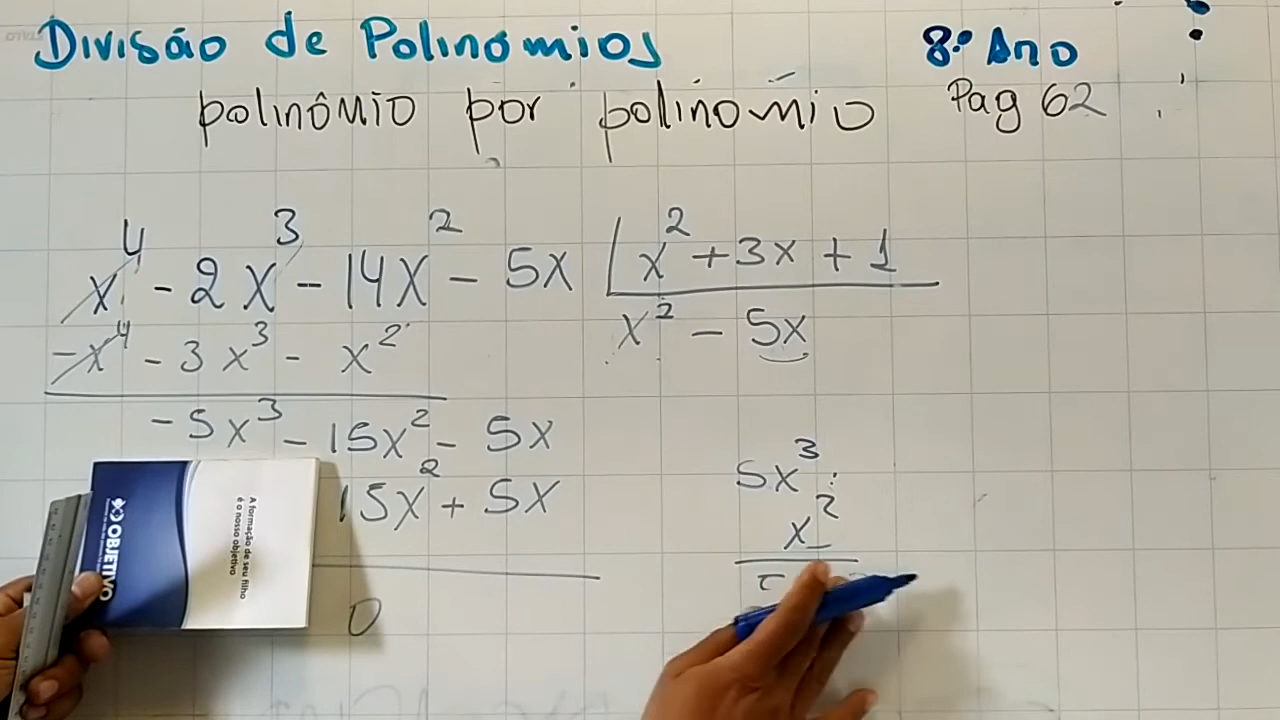 Divisão de Polinomios 8º Ano
polinômio por polinomio Pag 62
x⁴ - 2x³ - 14x² - 5x | x² + 3x + 1
-x⁴ - 3x³ - x² x² - 5x
-5x³ - 15x² - 5x
15x² + 5x
0
5x³:
x²
OBJETIVO
A formação de seu filho
é o nosso objetivo